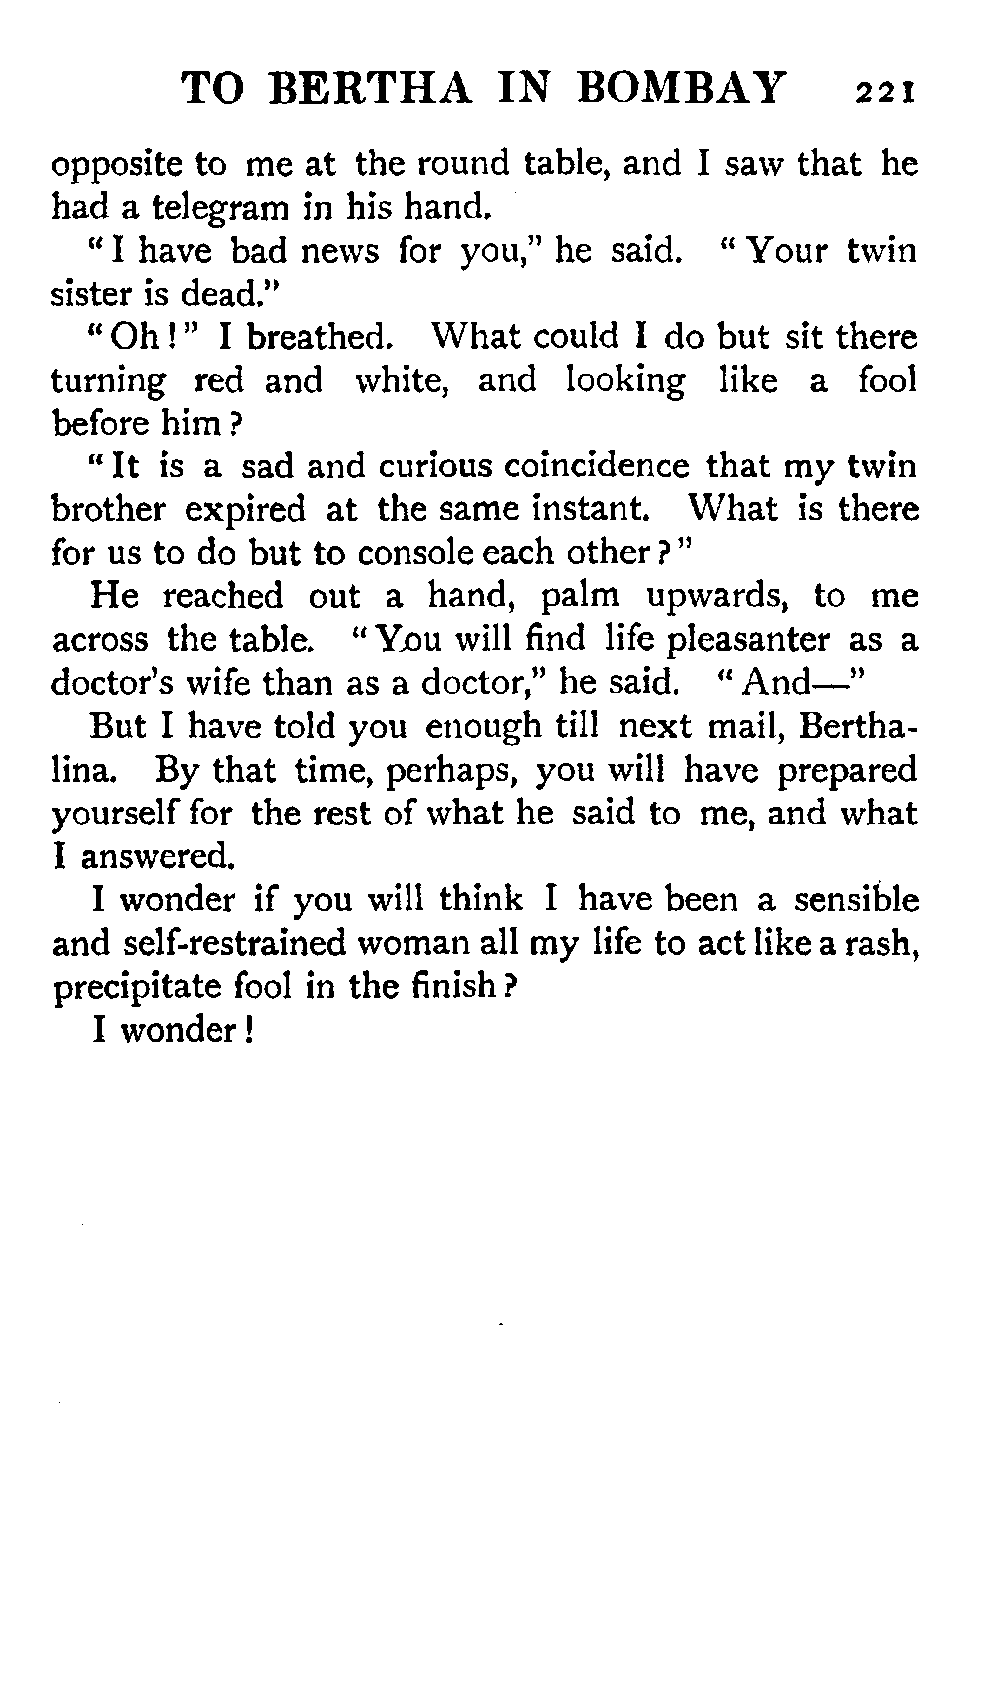 TO BERTHA IN BOMBAY 221
opposite to me at the round table, and I saw that he
had a telegram in his hand.
“I have bad news for you,” he said. “Your twin
sister is dead.”
“Oh!” I breathed. What could I do but sit there
turning red and white, and looking like a fool
before him?
“It is a sad and curious coincidence that my twin
brother expired at the same instant. What is there
for us to do but to console each other?”
He reached out a hand, palm upwards, to me
across the table. “You will find life pleasanter as a
doctor's wife than as a doctor,” he said. “And—”
But I have told you enough till next mail, Bertha-
lina. By that time, perhaps, you will have prepared
yourself for the rest of what he said to me, and what
I answered.
I wonder if you will think I have been a sensible
and self-restrained woman all my life to act like a rash,
precipitate fool in the finish?
I wonder!